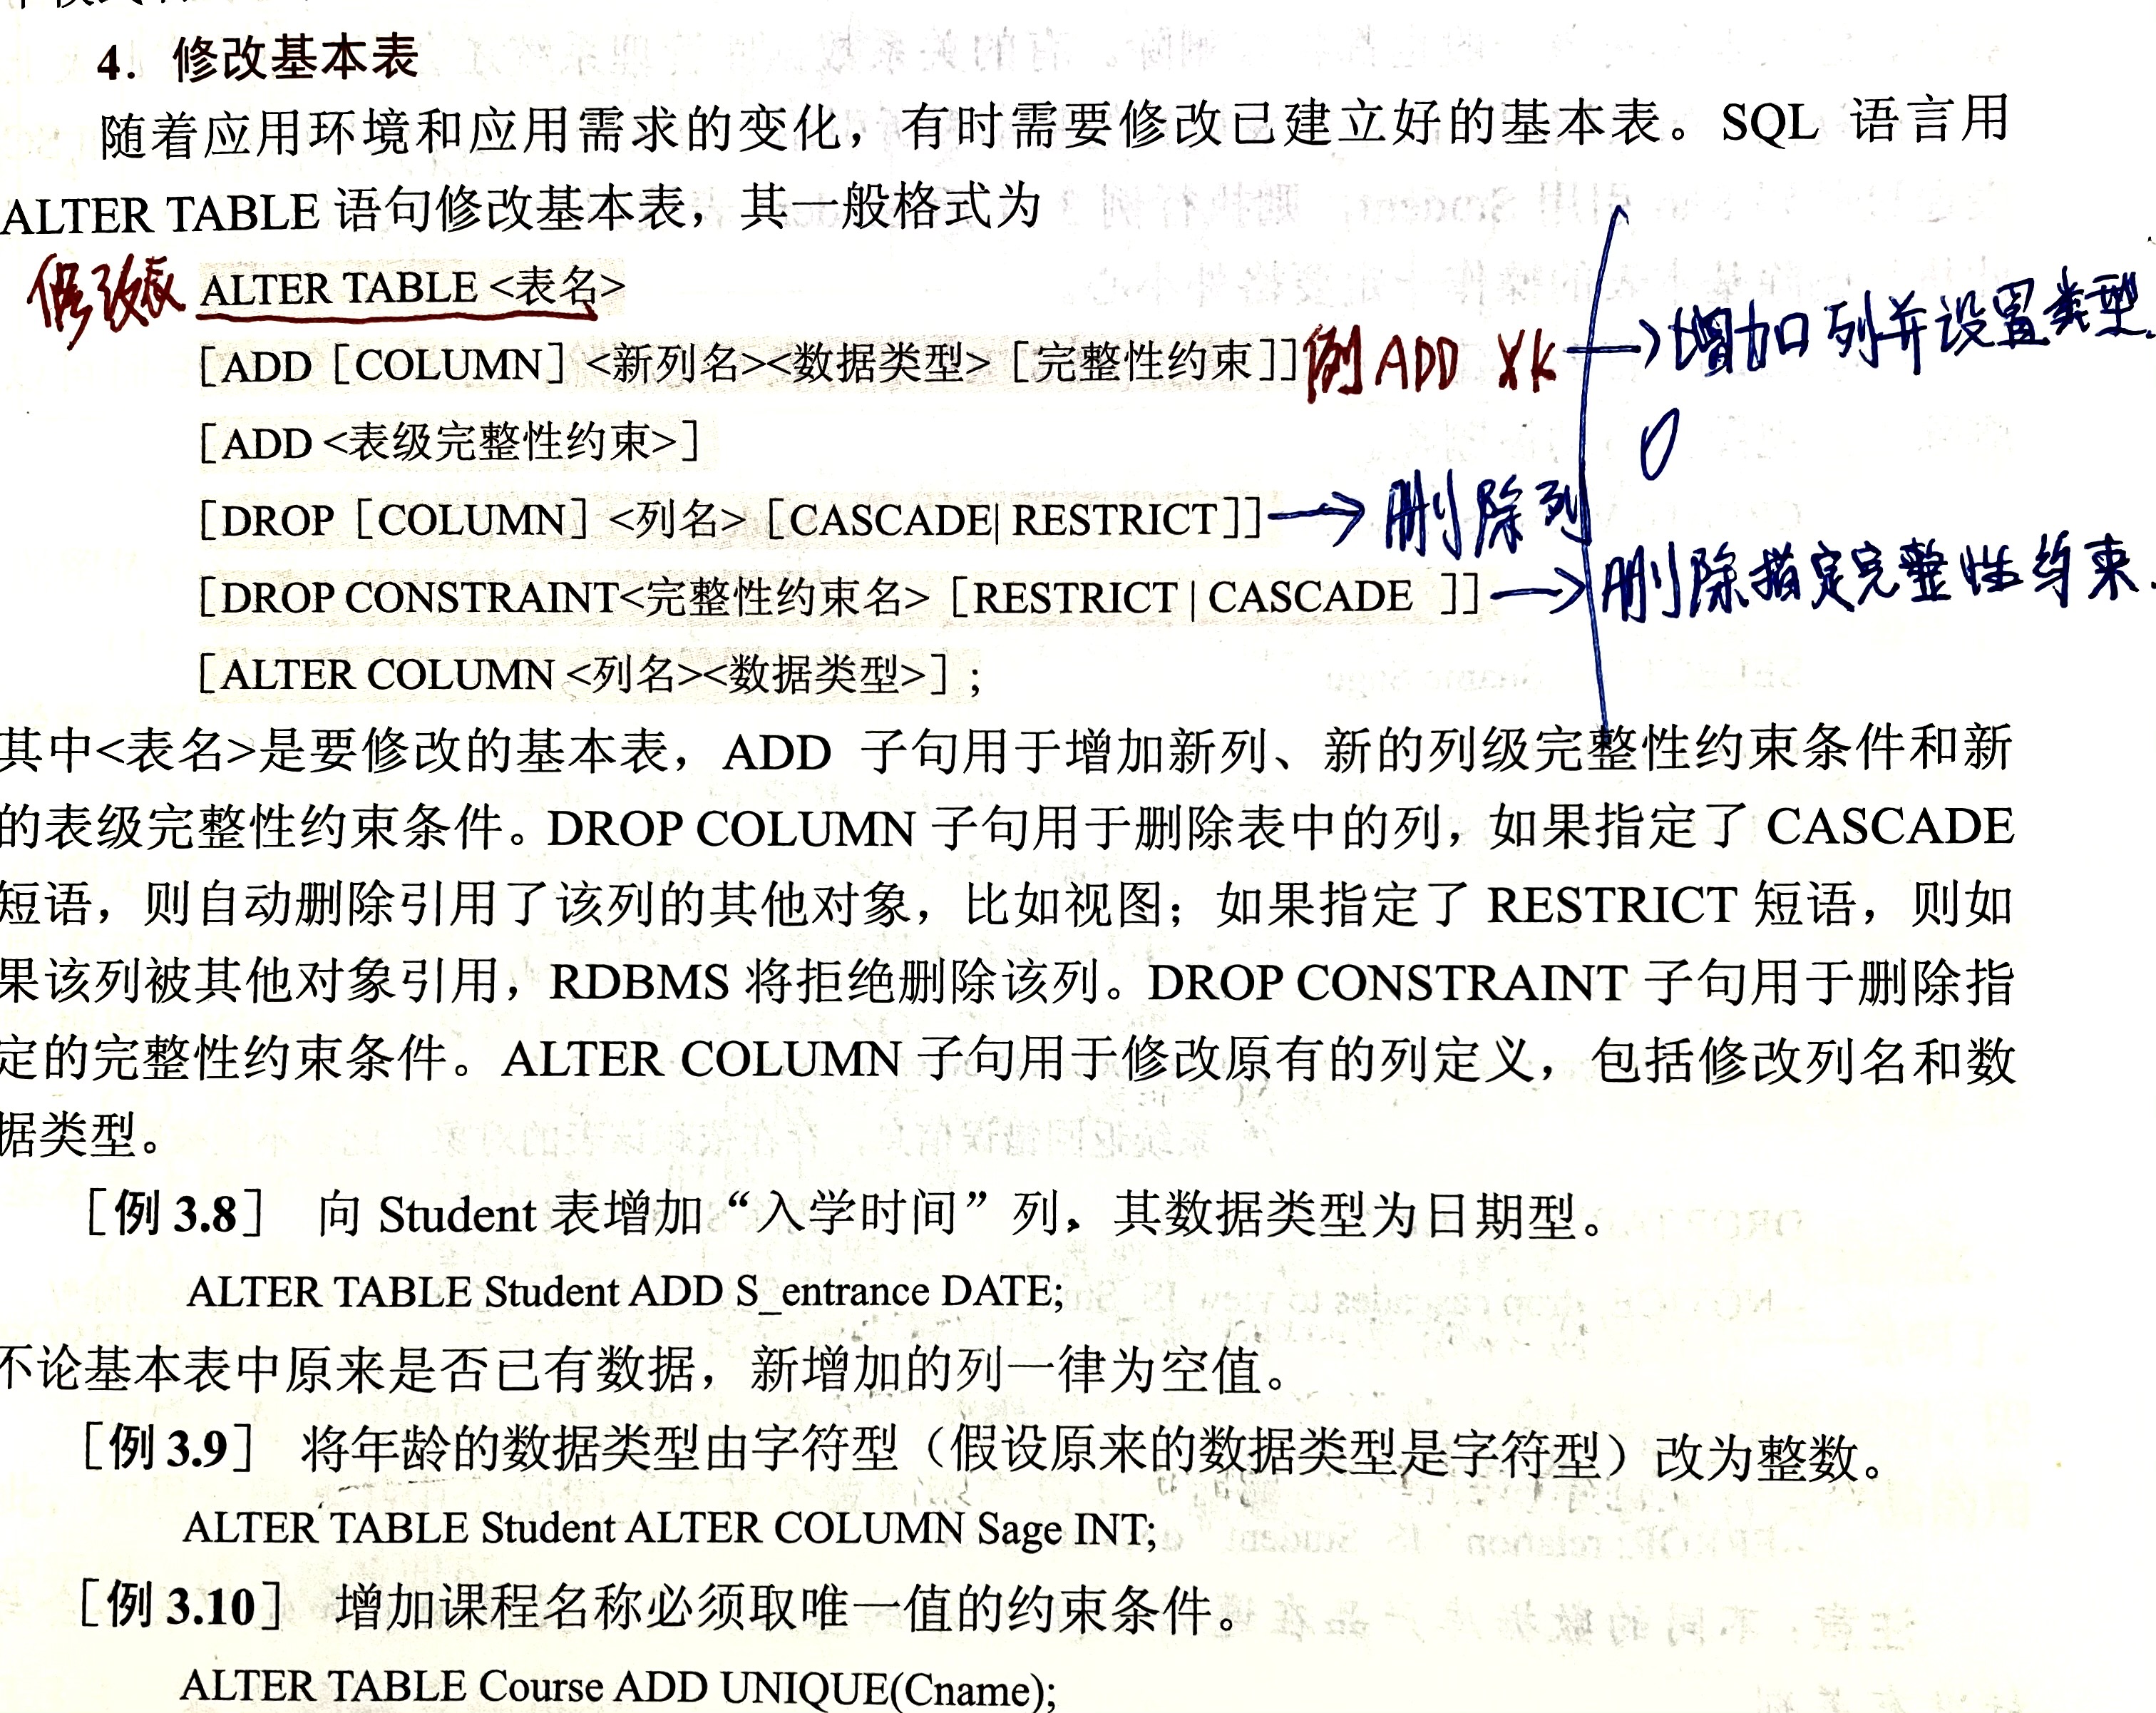 4. 修改基本表
随着应用环境和应用需求的变化，有时需要修改已建立好的基本表。SQL 语言用
ALTER TABLE 语句修改基本表，其一般格式为
修改表 ALTER TABLE <表名>
[ADD [COLUMN] <新列名><数据类型> [完整性约束]] 例 ADD XK → 增加列并设置类型
[ADD <表级完整性约束>]
[DROP [COLUMN] <列名> [CASCADE| RESTRICT]] → 删除列
[DROP CONSTRAINT<完整性约束名> [RESTRICT | CASCADE ]] → 删除指定完整性约束.
[ALTER COLUMN <列名><数据类型>] ;
其中<表名>是要修改的基本表，ADD 子句用于增加新列、新的列级完整性约束条件和新
的表级完整性约束条件。DROP COLUMN 子句用于删除表中的列，如果指定了 CASCADE
短语，则自动删除引用了该列的其他对象，比如视图；如果指定了 RESTRICT 短语，则如
果该列被其他对象引用，RDBMS 将拒绝删除该列。DROP CONSTRAINT 子句用于删除指
定的完整性约束条件。ALTER COLUMN 子句用于修改原有的列定义，包括修改列名和数
据类型。
[例 3.8] 向 Student 表增加“入学时间”列，其数据类型为日期型。
ALTER TABLE Student ADD S_entrance DATE;
不论基本表中原来是否已有数据，新增加的列一律为空值。
[例 3.9] 将年龄的数据类型由字符型（假设原来的数据类型是字符型）改为整数。
ALTER TABLE Student ALTER COLUMN Sage INT;
[例 3.10] 增加课程名称必须取唯一值的约束条件。
ALTER TABLE Course ADD UNIQUE(Cname);